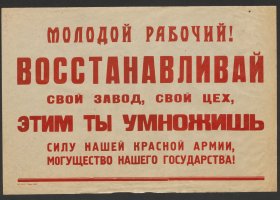 МОЛОДОЙ РАБОЧИЙ!
ВОССТАНАВЛИВАЙ
СВОЙ ЗАВОД, СВОЙ ЦЕХ,
ЭТИМ ТЫ УМНОЖИШЬ
СИЛУ НАШЕЙ КРАСНОЙ АРМИИ,
МОГУЩЕСТВО НАШЕГО ГОСУДАРСТВА!